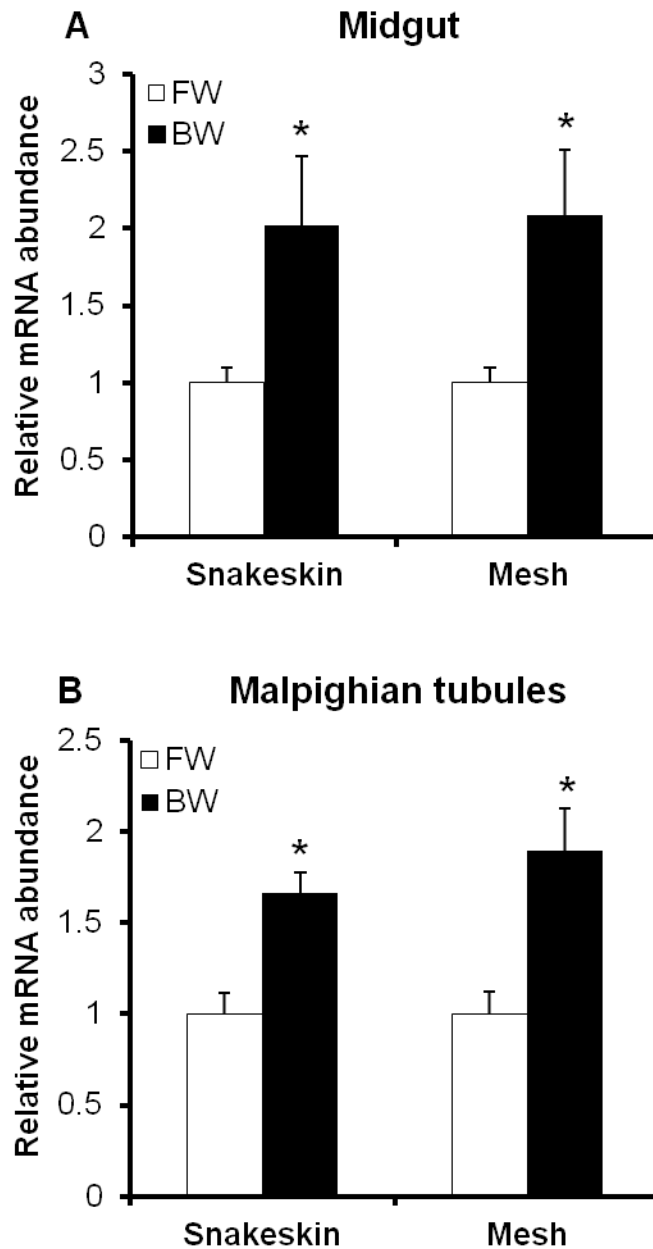 A Midgut
Relative mRNA abundance
3
2.5
2
1.5
1
0.5
0
FW
BW
*
*
Snakeskin Mesh
B Malpighian tubules
Relative mRNA abundance
2.5
2
1.5
1
0.5
0
FW
BW
*
*
Snakeskin Mesh